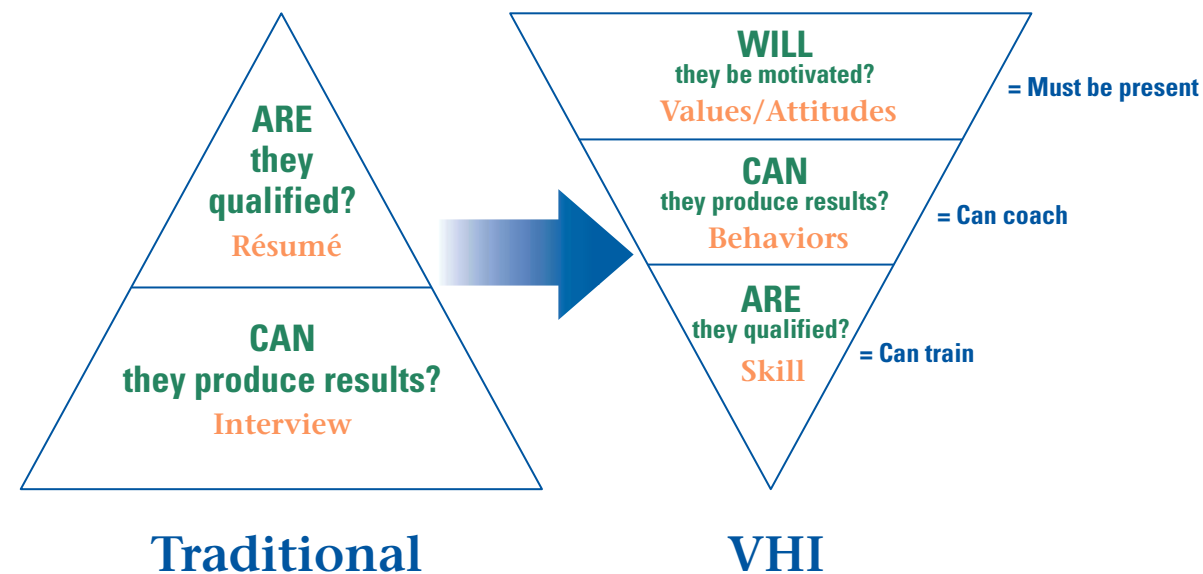 ARE
they
qualified?
Résumé
CAN
they produce results?
Interview
Traditional
WILL
they be motivated?
Values/Attitudes
= Must be present
CAN
they produce results?
Behaviors
= Can coach
ARE
they qualified?
Skill
= Can train
VHI